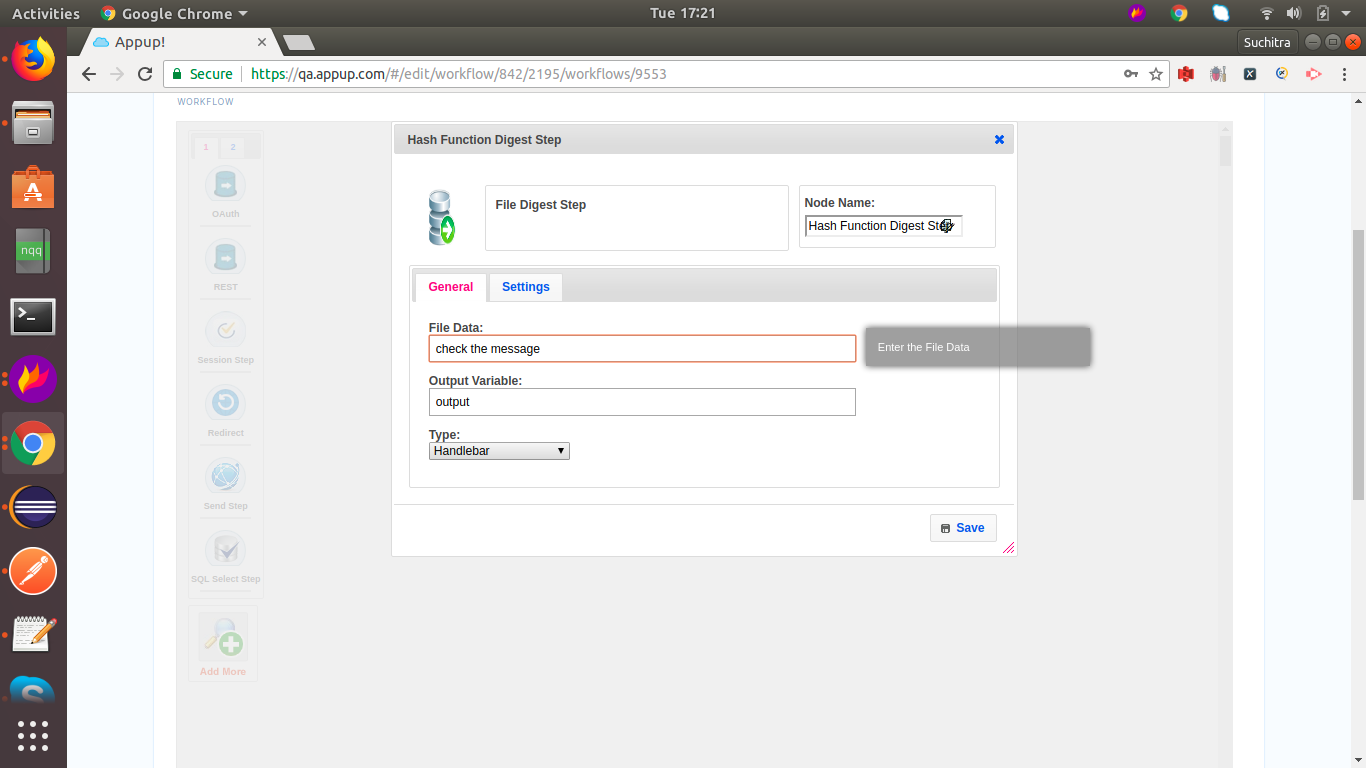 Activities
Google Chrome
Tue 17:21
Appup!
Suchitra
Secure
https://qa.appup.com/#/edit/workflow/842/2195/workflows/9553
WORKFLOW
Hash Function Digest Step
1 2
OAuth
REST
Session Step
Redirect
Send Step
SQL Select Step
Add More
File Digest Step
Node Name:
Hash Function Digest Step
General
Settings
File Data:
check the message
Enter the File Data
Output Variable:
output
Type:
Handlebar
Save
nqq